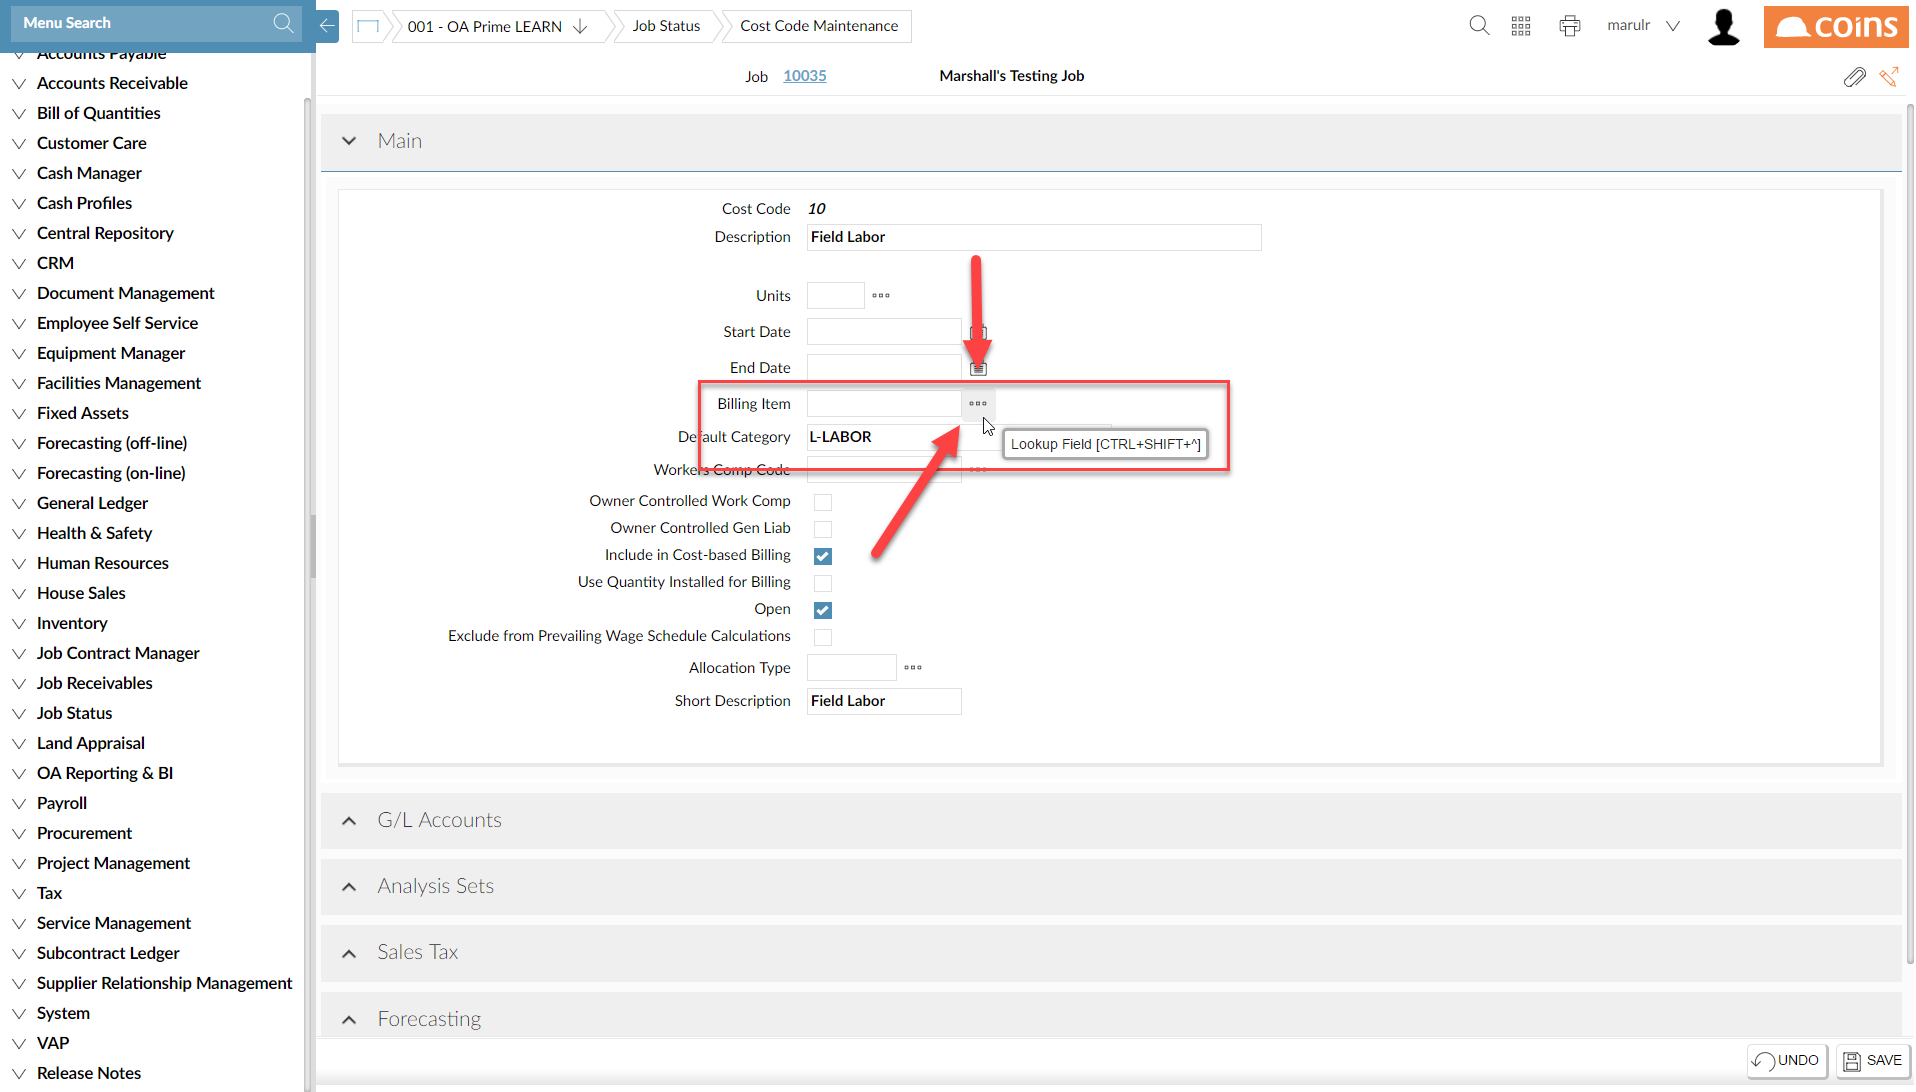 Menu Search
001 - OA Prime LEARN
Job Status
Cost Code Maintenance
marulr
coins
Job 10035
Marshall's Testing Job
Accounts Payable
Accounts Receivable
Bill of Quantities
Customer Care
Cash Manager
Cash Profiles
Central Repository
CRM
Document Management
Employee Self Service
Equipment Manager
Facilities Management
Fixed Assets
Forecasting (off-line)
Forecasting (on-line)
General Ledger
Health & Safety
Human Resources
House Sales
Inventory
Job Contract Manager
Job Receivables
Job Status
Land Appraisal
OA Reporting & BI
Payroll
Procurement
Project Management
Tax
Service Management
Subcontract Ledger
Supplier Relationship Management
System
VAP
Release Notes
Main
Cost Code 10
Description Field Labor
Units
Start Date
End Date
Billing Item
Default Category L-LABOR
Lookup Field [CTRL+SHIFT+^]
Workers Comp Code
Owner Controlled Work Comp
Owner Controlled Gen Liab
Include in Cost-based Billing
Use Quantity Installed for Billing
Open
Exclude from Prevailing Wage Schedule Calculations
Allocation Type
Short Description Field Labor
G/L Accounts
Analysis Sets
Sales Tax
Forecasting
UNDO
SAVE